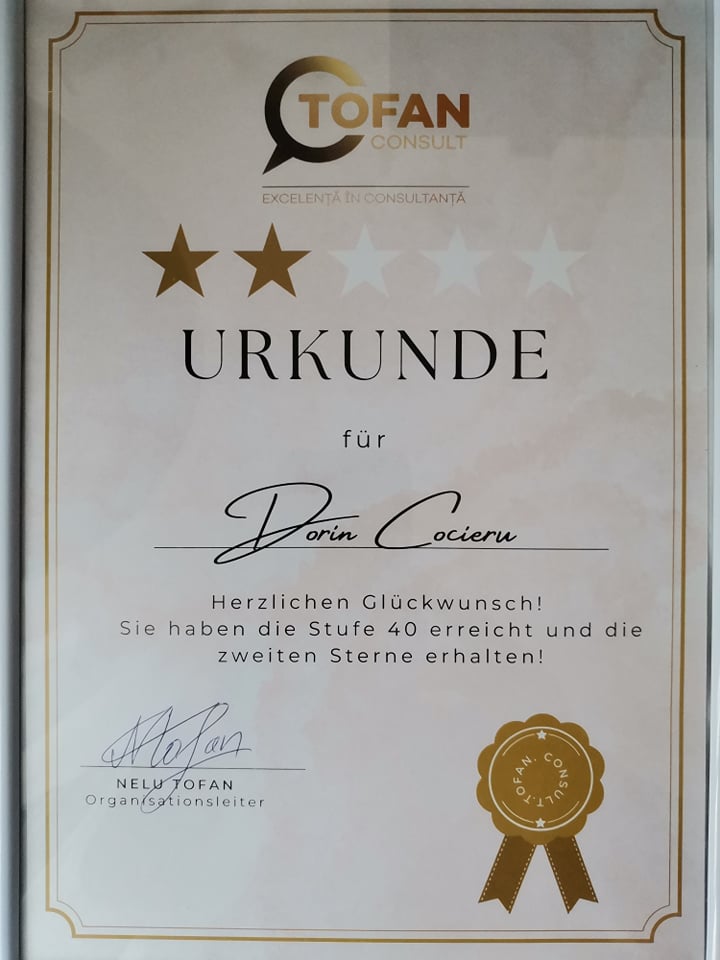 TOFAN
CONSULT
EXCELENȚĂ ÎN CONSULTANȚĂ
URKUNDE
für
Dorin Cocieru
Herzlichen Glückwunsch!
Sie haben die Stufe 40 erreicht und die
zweiten Sterne erhalten!
NTofan
NELU TOFAN
Organisationsleiter
TOFAN. CONSULT.